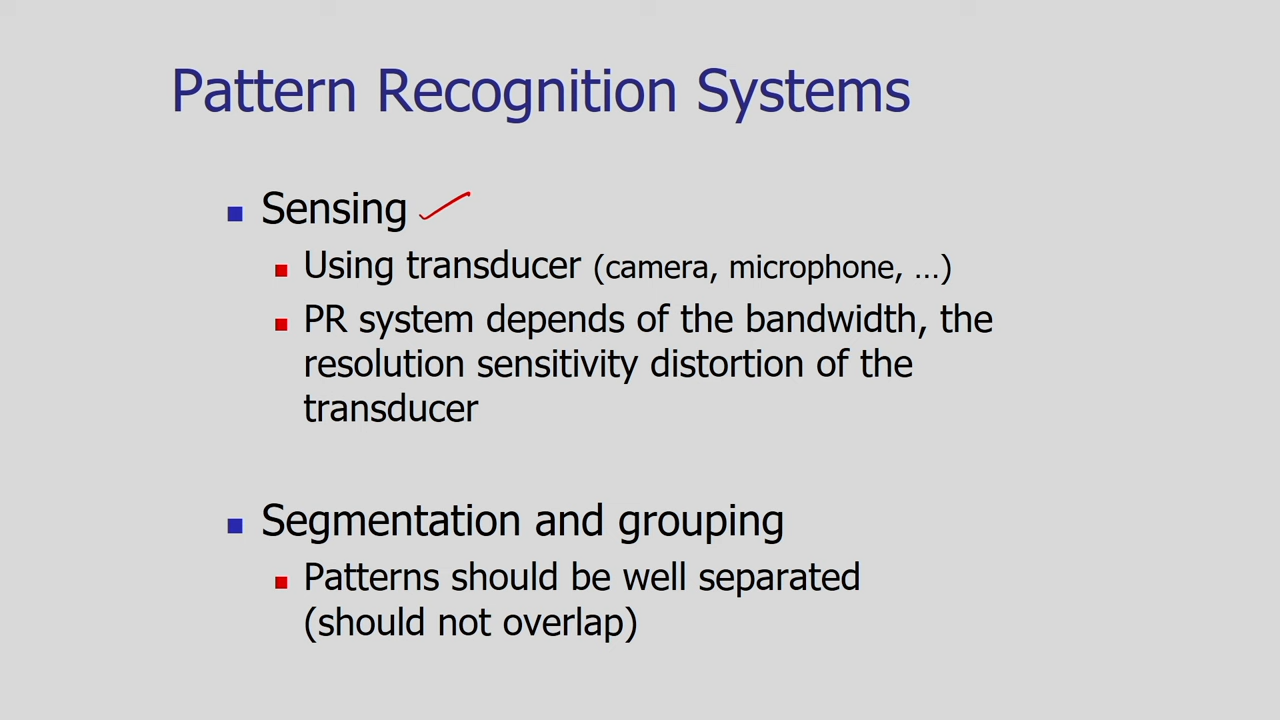 Pattern Recognition Systems
Sensing
Using transducer (camera, microphone, …)
PR system depends of the bandwidth, the
resolution sensitivity distortion of the
transducer
Segmentation and grouping
Patterns should be well separated
(should not overlap)